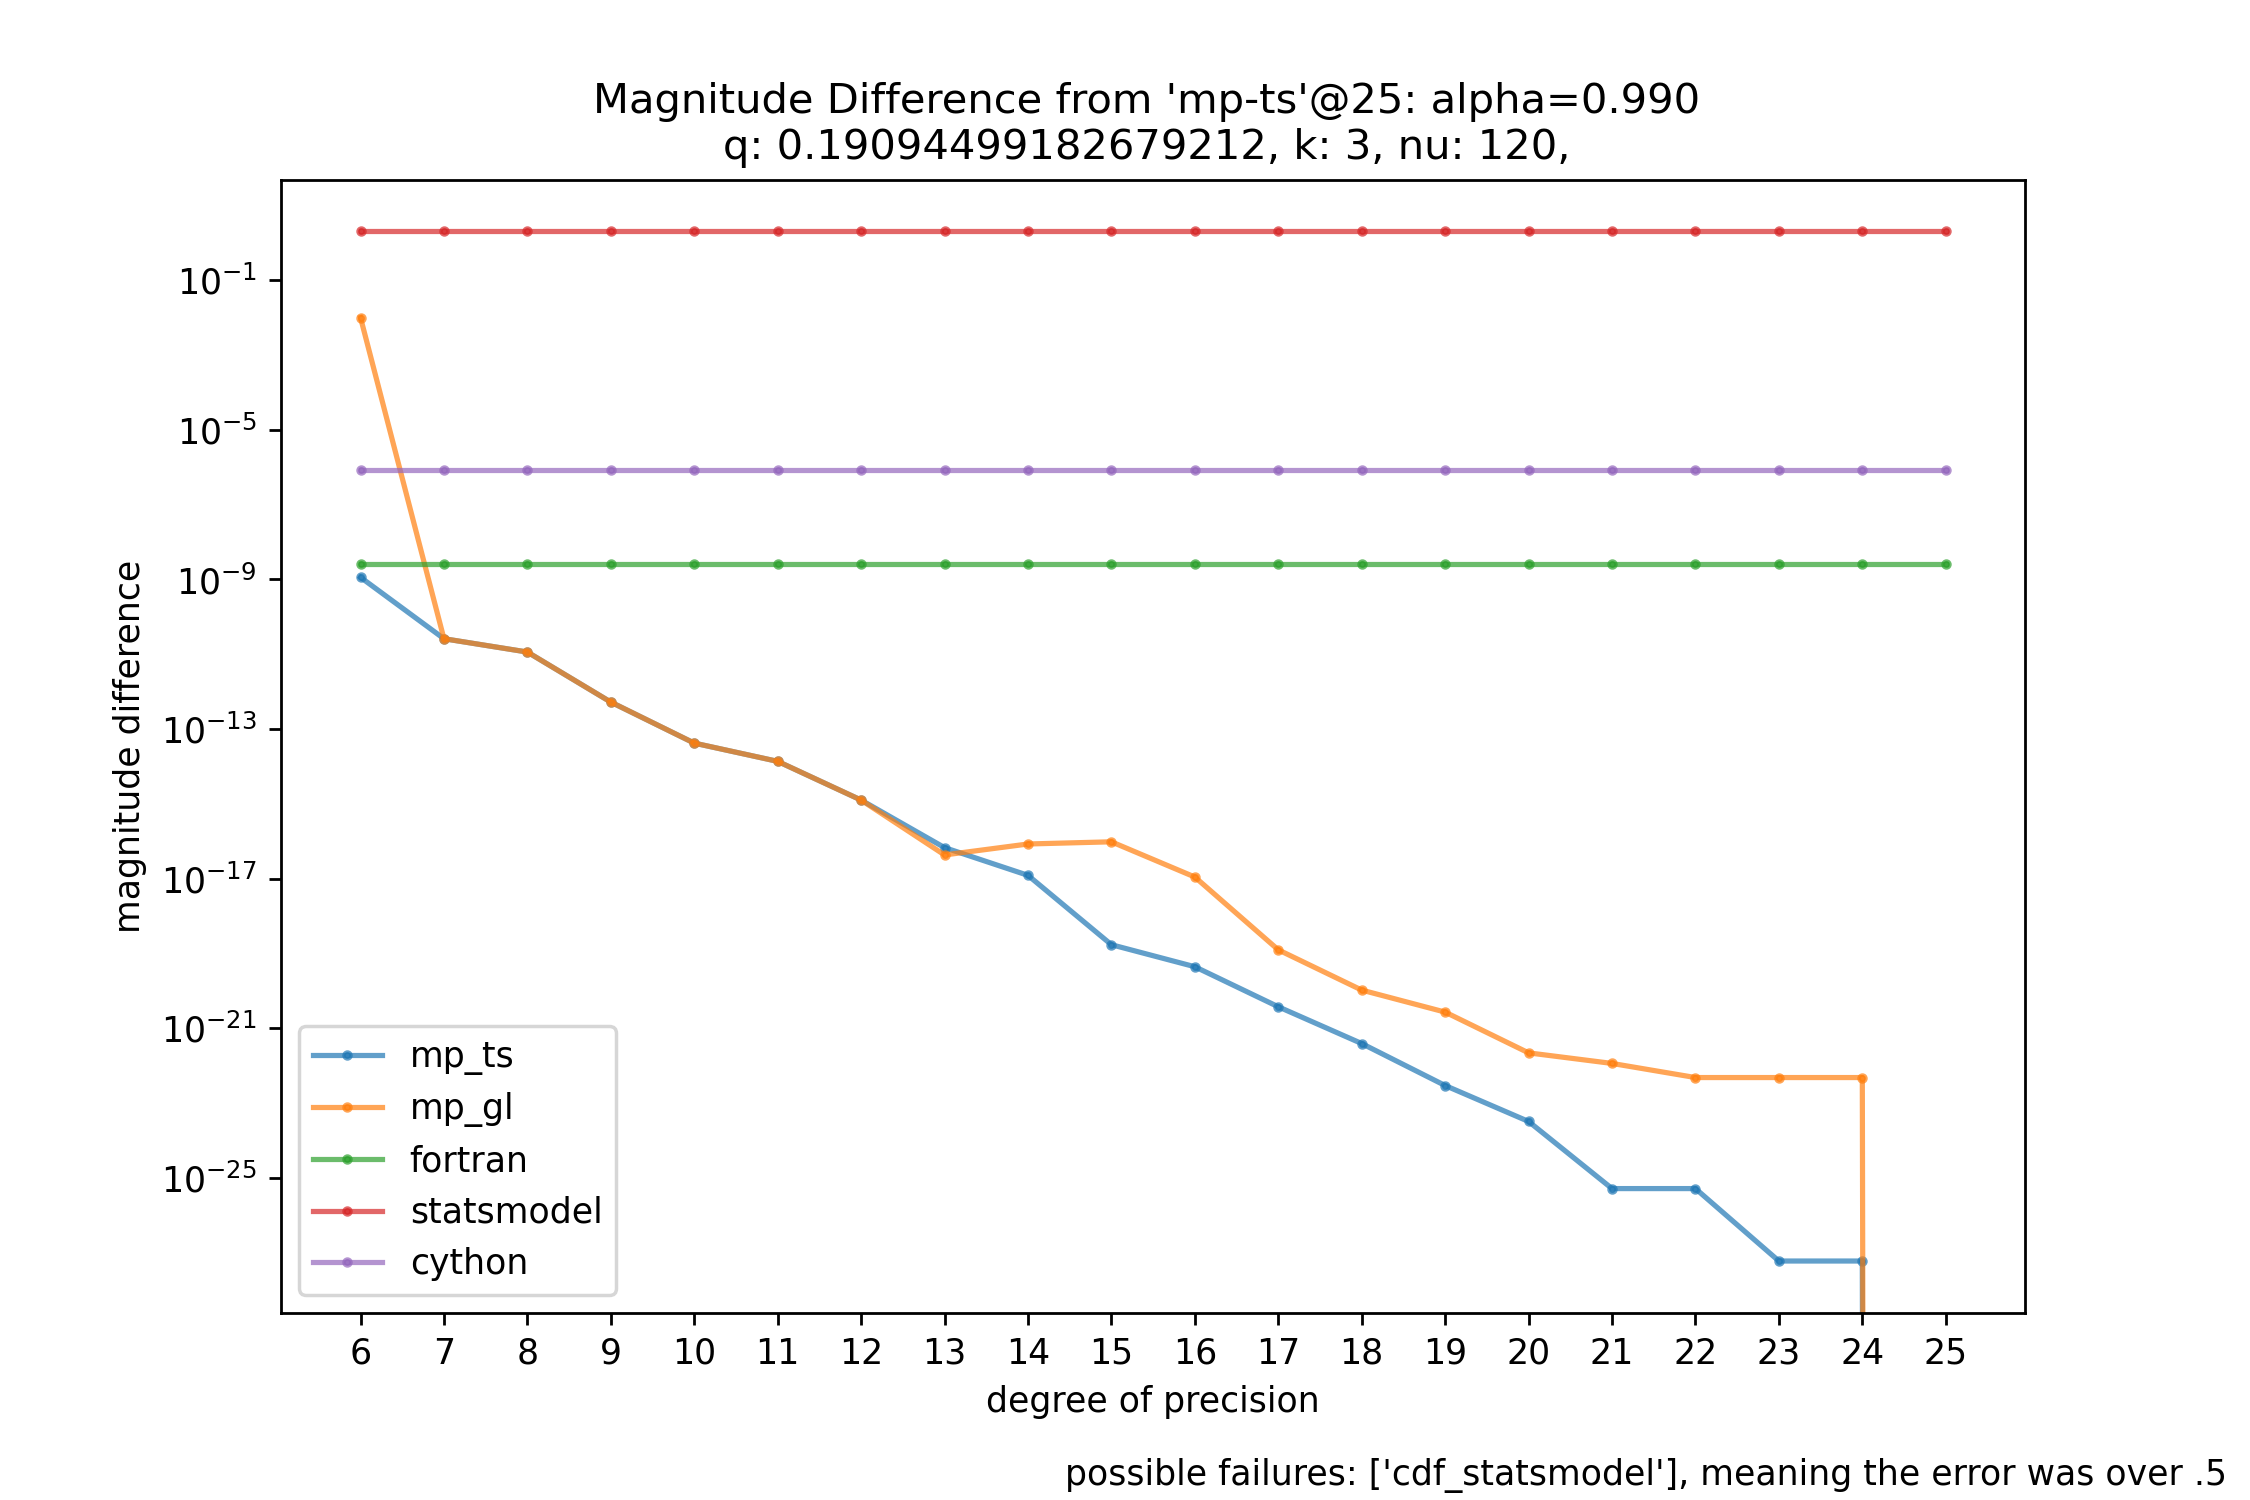 Magnitude Difference from 'mp-ts'@25: alpha=0.990
q: 0.19094499182679212, k: 3, nu: 120,
magnitude difference
10⁻¹
10⁻⁵
10⁻⁹
10⁻¹³
10⁻¹⁷
10⁻²¹
10⁻²⁵
mp_ts
mp_gl
fortran
statsmodel
cython
6 7 8 9 10 11 12 13 14 15 16 17 18 19 20 21 22 23 24 25
degree of precision
possible failures: ['cdf_statsmodel'], meaning the error was over .5